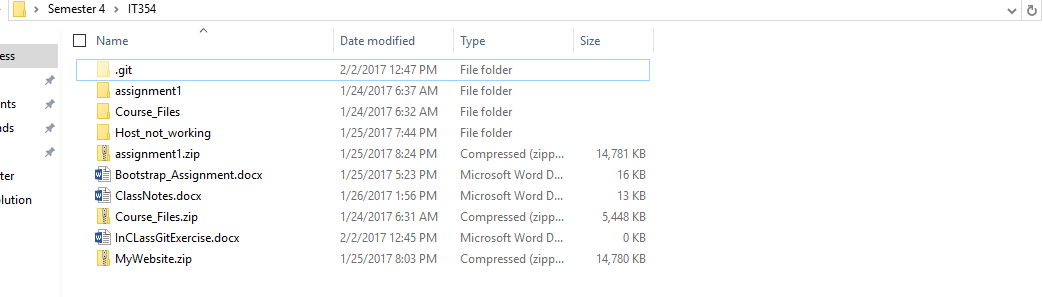 Semester 4 > IT354
Name Date modified Type Size
ess
.git 2/2/2017 12:47 PM File folder
assignment1 1/24/2017 6:37 AM File folder
nts Course_Files 1/24/2017 6:32 AM File folder
ads Host_not_working 1/25/2017 7:44 PM File folder
assignment1.zip 1/25/2017 8:24 PM Compressed (zipp... 14,781 KB
ter Bootstrap_Assignment.docx 1/25/2017 5:23 PM Microsoft Word D... 16 KB
lution ClassNotes.docx 1/26/2017 1:56 PM Microsoft Word D... 13 KB
Course_Files.zip 1/24/2017 6:31 AM Compressed (zipp... 5,448 KB
InCLassGitExercise.docx 2/2/2017 12:45 PM Microsoft Word D... 0 KB
MyWebsite.zip 1/25/2017 8:03 PM Compressed (zipp... 14,780 KB